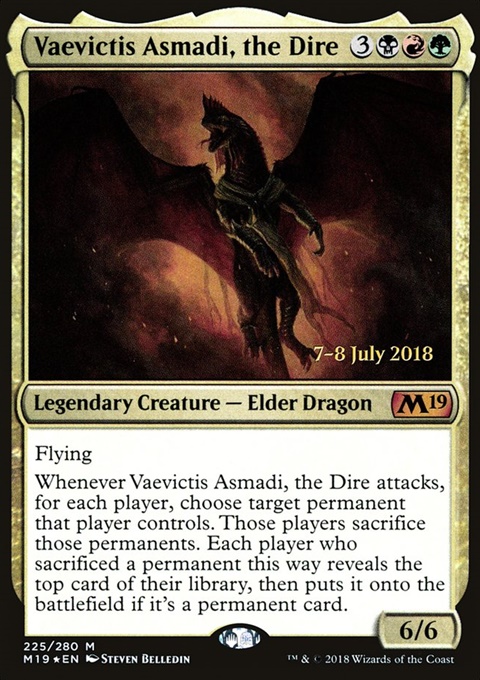 Vaevictis Asmadi, the Dire 3
7–8 July 2018
Legendary Creature — Elder Dragon M19
Flying
Whenever Vaevictis Asmadi, the Dire attacks,
for each player, choose target permanent
that player controls. Those players sacrifice
those permanents. Each player who
sacrificed a permanent this way reveals the
top card of their library, then puts it onto the
battlefield if it's a permanent card.
6/6
225/280 M
M19★EN Steven Belledin
™ & © 2018 Wizards of the Coast